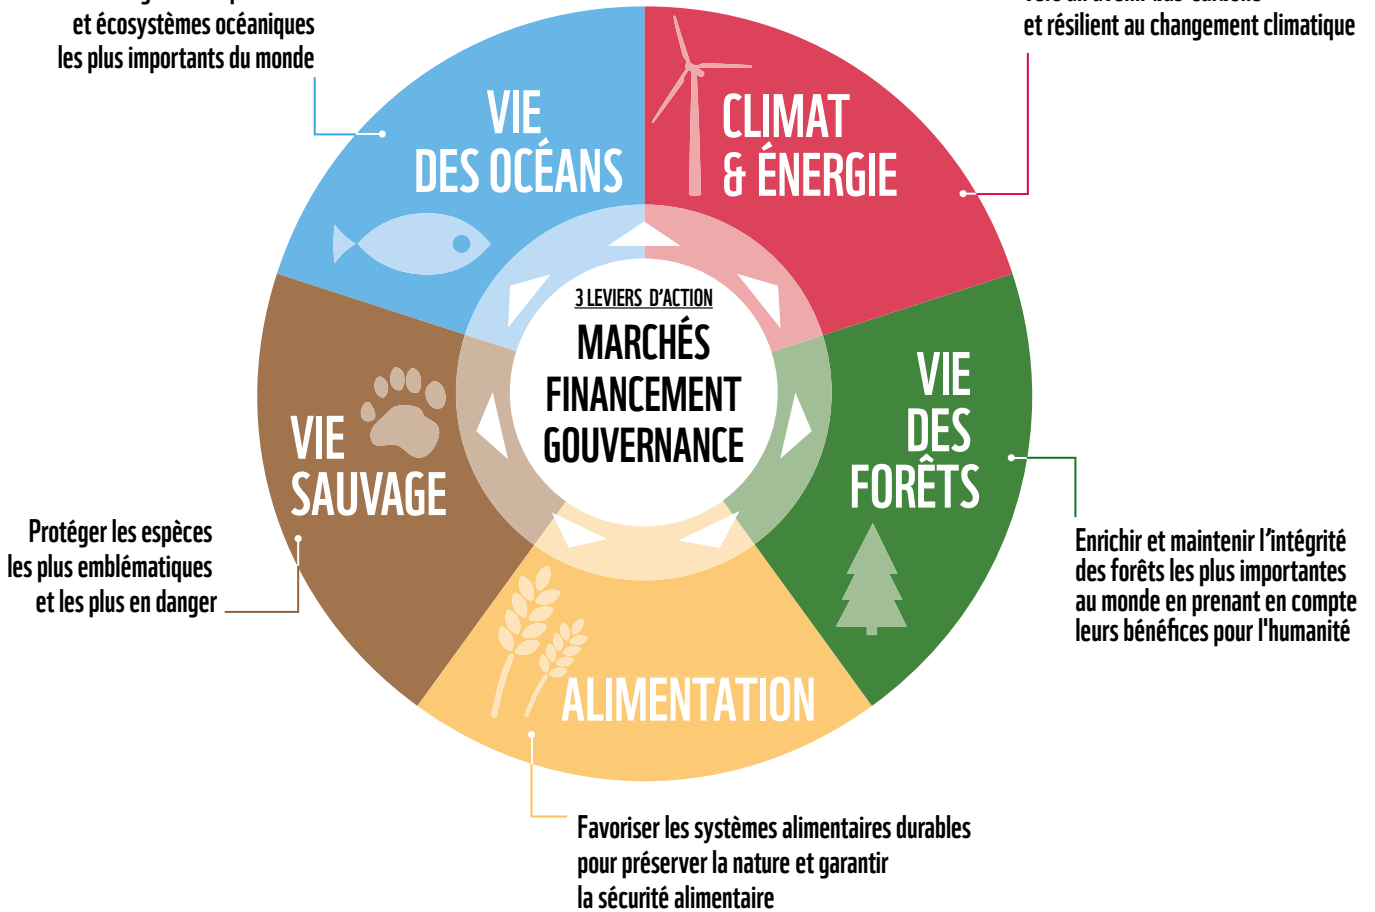 et écosystèmes océaniques
les plus importants du monde
et résilient au changement climatique
VIE
DES OCÉANS
CLIMAT
& ÉNERGIE
3 LEVIERS D'ACTION
MARCHÉS
FINANCEMENT
GOUVERNANCE
VIE
DES
FORÊTS
VIE
SAUVAGE
Protéger les espèces
les plus emblématiques
et les plus en danger
Enrichir et maintenir l'intégrité
des forêts les plus importantes
au monde en prenant en compte
leurs bénéfices pour l'humanité
ALIMENTATION
Favoriser les systèmes alimentaires durables
pour préserver la nature et garantir
la sécurité alimentaire